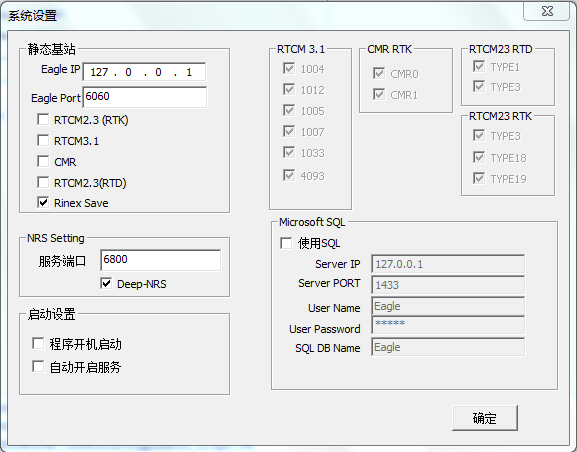 系统设置
静态基站
Eagle IP
127 . 0 . 0 . 1
Eagle Port
6060
RTCM2.3 (RTK)
RTCM3.1
CMR
RTCM2.3(RTD)
Rinex Save
RTCM 3.1
1004
1012
1005
1007
1033
4093
CMR RTK
CMR0
CMR1
RTCM23 RTD
TYPE1
TYPE3
RTCM23 RTK
TYPE3
TYPE18
TYPE19
NRS Setting
服务端口
6800
Deep-NRS
启动设置
程序开机启动
自动开启服务
Microsoft SQL
使用SQL
Server IP
127.0.0.1
Server PORT
1433
User Name
Eagle
User Password
*****
SQL DB Name
Eagle
确定